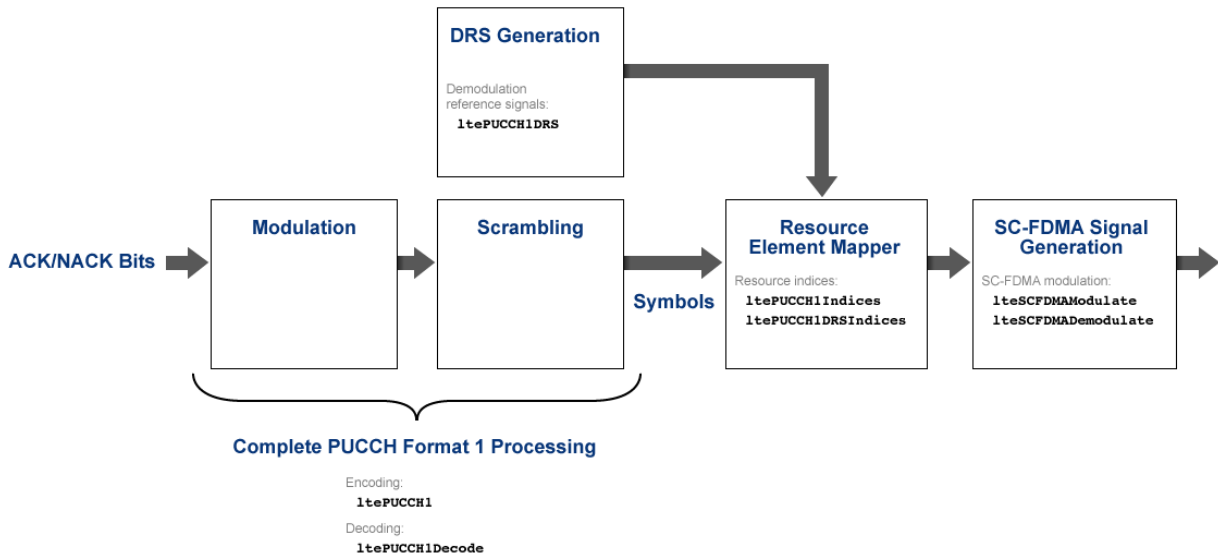 DRS Generation
Demodulation
reference signals:
ltePUCCH1DRS
ACK/NACK Bits
Modulation
Scrambling
Symbols
Resource
Element Mapper
Resource indices:
ltePUCCH1Indices
ltePUCCH1DRSIndices
SC-FDMA Signal
Generation
SC-FDMA modulation:
lteSCFDMAModulate
lteSCFDMADemodulate
Complete PUCCH Format 1 Processing
Encoding:
ltePUCCH1
Decoding:
ltePUCCH1Decode